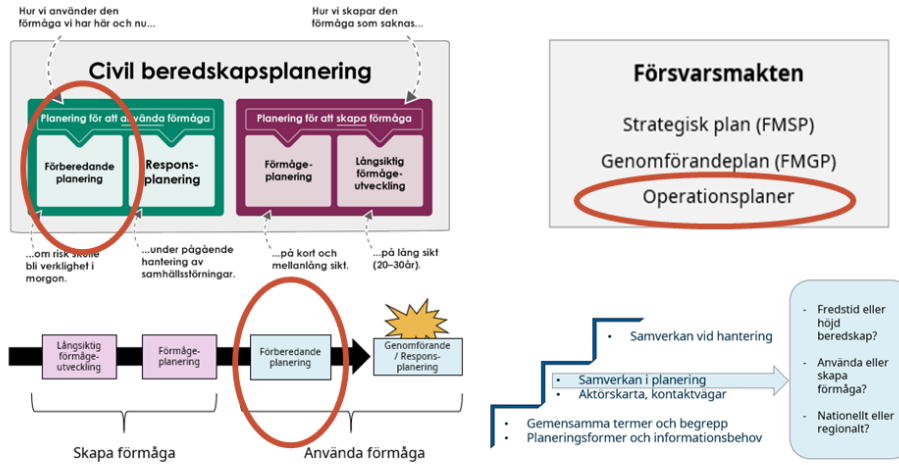 Hur vi använder den
förmåga vi har här och nu...
Hur vi skapar den
förmåga som saknas...
Civil beredskapsplanering
Planering för att använda förmåga
Förberedande
planering
Respons-
planering
Planering för att skapa förmåga
Förmåge-
planering
Långsiktig
förmåge-
utveckling
...om risk skulle
bli verklighet i
morgon.
...under pågående
hantering av
samhällsstörningar.
...på kort och
mellanlång sikt.
...på lång sikt
(20–30år).
Försvarsmakten
Strategisk plan (FMSP)
Genomförandeplan (FMGP)
Operationsplaner
Långsiktig
förmåge-
utveckling
Förmåge-
planering
Förberedande
planering
Genomförande
/ Respons-
planering
Skapa förmåga
Använda förmåga
• Samverkan vid hantering
• Samverkan i planering
• Aktörskarta, kontaktvägar
• Gemensamma termer och begrepp
• Planeringsformer och informationsbehov
- Fredstid eller
höjd
beredskap?
- Använda eller
skapa
förmåga?
- Nationellt eller
regionalt?